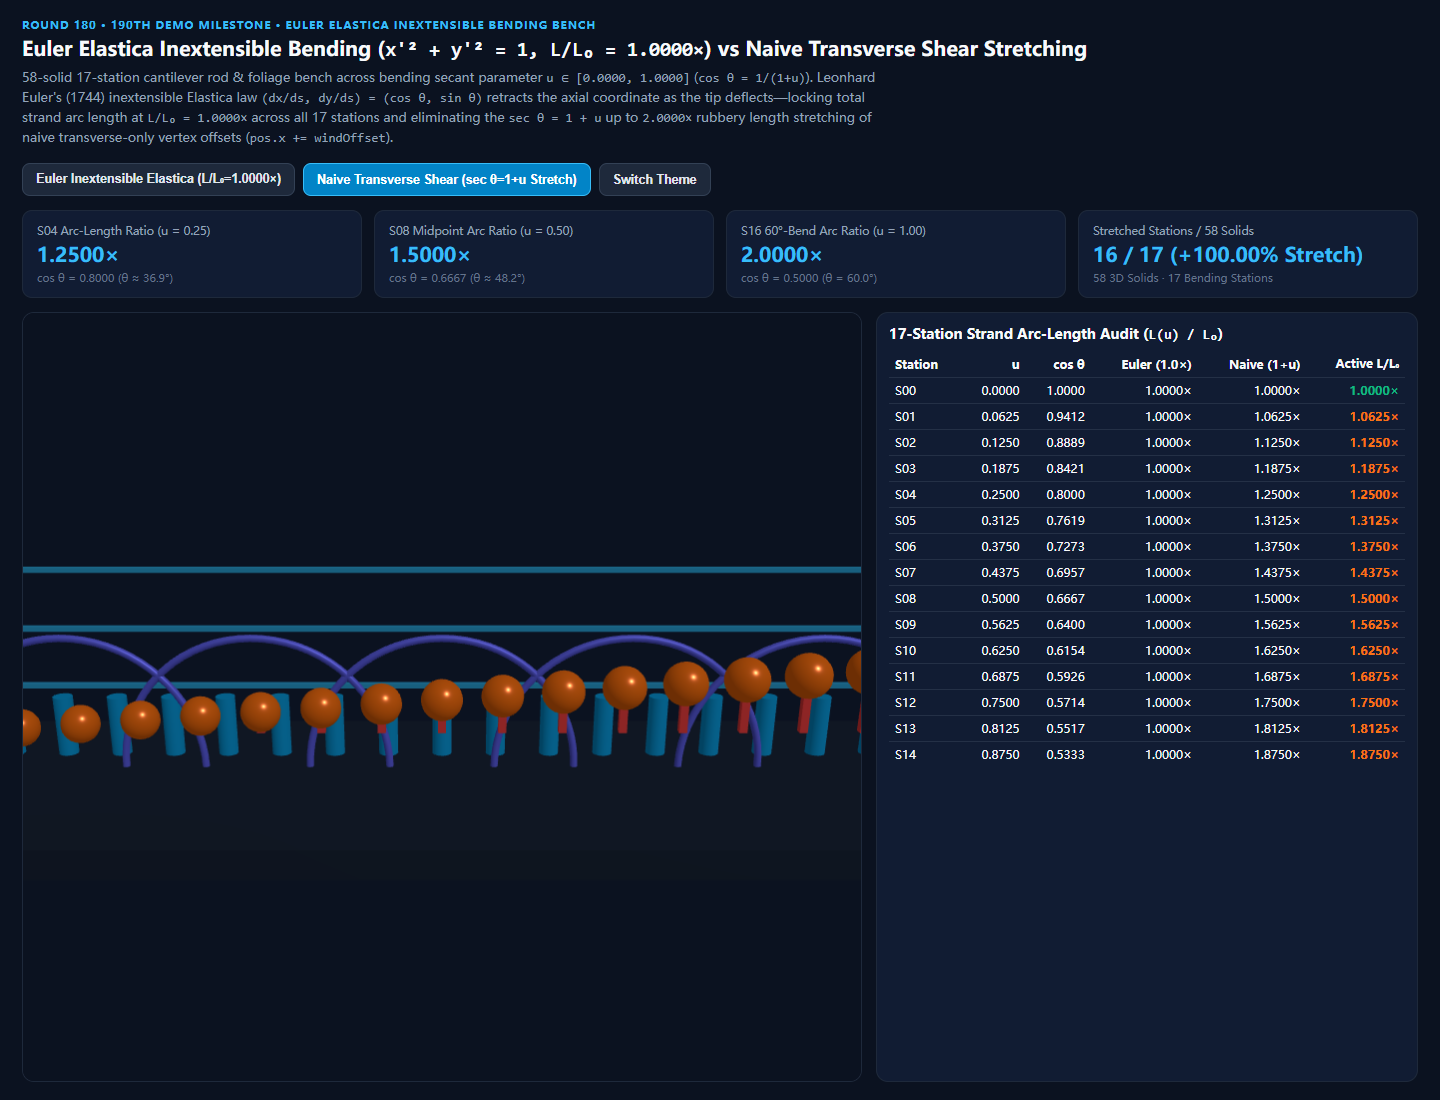 ROUND 180 • 190TH DEMO MILESTONE • EULER ELASTICA INEXTENSIBLE BENDING BENCH
Euler Elastica Inextensible Bending (x'² + y'² = 1, L/L₀ = 1.0000×) vs Naive Transverse Shear Stretching
58-solid 17-station cantilever rod & foliage bench across bending secant parameter u ∈ [0.0000, 1.0000] (cos θ = 1/(1+u)). Leonhard
Euler's (1744) inextensible Elastica law (dx/ds, dy/ds) = (cos θ, sin θ) retracts the axial coordinate as the tip deflects—locking total
strand arc length at L/L₀ = 1.0000× across all 17 stations and eliminating the sec θ = 1 + u up to 2.0000× rubbery length stretching of
naive transverse-only vertex offsets (pos.x += windOffset).
Euler Inextensible Elastica (L/L₀=1.0000×)
Naive Transverse Shear (sec θ=1+u Stretch)
Switch Theme
S04 Arc-Length Ratio (u = 0.25)
1.2500×
cos θ = 0.8000 (θ ≈ 36.9°)
S08 Midpoint Arc Ratio (u = 0.50)
1.5000×
cos θ = 0.6667 (θ ≈ 48.2°)
S16 60°-Bend Arc Ratio (u = 1.00)
2.0000×
cos θ = 0.5000 (θ = 60.0°)
Stretched Stations / 58 Solids
16 / 17 (+100.00% Stretch)
58 3D Solids · 17 Bending Stations
17-Station Strand Arc-Length Audit (L(u) / L₀)
Station u cos θ Euler (1.0×) Naive (1+u) Active L/L₀
S00 0.0000 1.0000 1.0000× 1.0000× 1.0000×
S01 0.0625 0.9412 1.0000× 1.0625× 1.0625×
S02 0.1250 0.8889 1.0000× 1.1250× 1.1250×
S03 0.1875 0.8421 1.0000× 1.1875× 1.1875×
S04 0.2500 0.8000 1.0000× 1.2500× 1.2500×
S05 0.3125 0.7619 1.0000× 1.3125× 1.3125×
S06 0.3750 0.7273 1.0000× 1.3750× 1.3750×
S07 0.4375 0.6957 1.0000× 1.4375× 1.4375×
S08 0.5000 0.6667 1.0000× 1.5000× 1.5000×
S09 0.5625 0.6400 1.0000× 1.5625× 1.5625×
S10 0.6250 0.6154 1.0000× 1.6250× 1.6250×
S11 0.6875 0.5926 1.0000× 1.6875× 1.6875×
S12 0.7500 0.5714 1.0000× 1.7500× 1.7500×
S13 0.8125 0.5517 1.0000× 1.8125× 1.8125×
S14 0.8750 0.5333 1.0000× 1.8750× 1.8750×